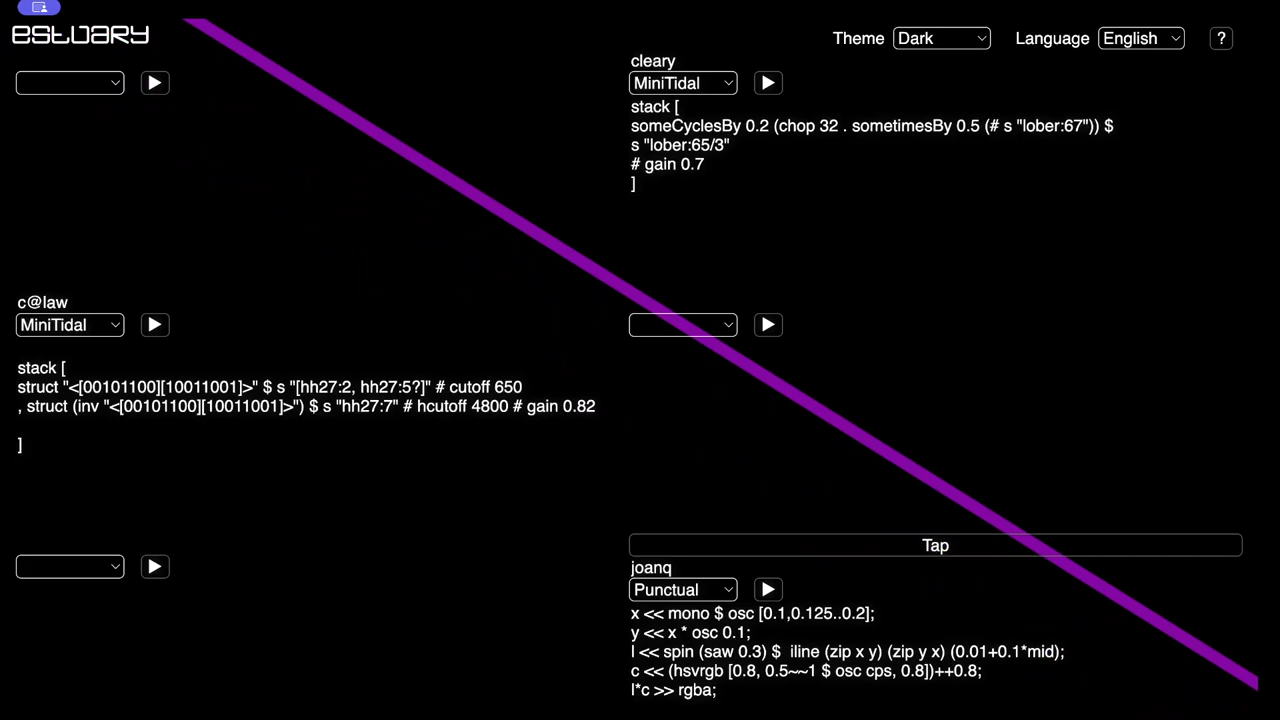 estuary
Theme Dark Language English ?
cleary
MiniTidal
stack [
someCyclesBy 0.2 (chop 32 . sometimesBy 0.5 (# s "lober:67")) $
s "lober:65/3"
# gain 0.7
]
c@law
MiniTidal
stack [
struct "<[00101100][10011001]>" $ s "[hh27:2, hh27:5?]" # cutoff 650
, struct (inv "<[00101100][10011001]>") $ s "hh27:7" # hcutoff 4800 # gain 0.82
]
Tap
joanq
Punctual
x << mono $ osc [0.1,0.125..0.2];
y << x * osc 0.1;
l << spin (saw 0.3) $ iline (zip x y) (zip y x) (0.01+0.1*mid);
c << (hsvrgb [0.8, 0.5~~1 $ osc cps, 0.8])++0.8;
l*c >> rgba;